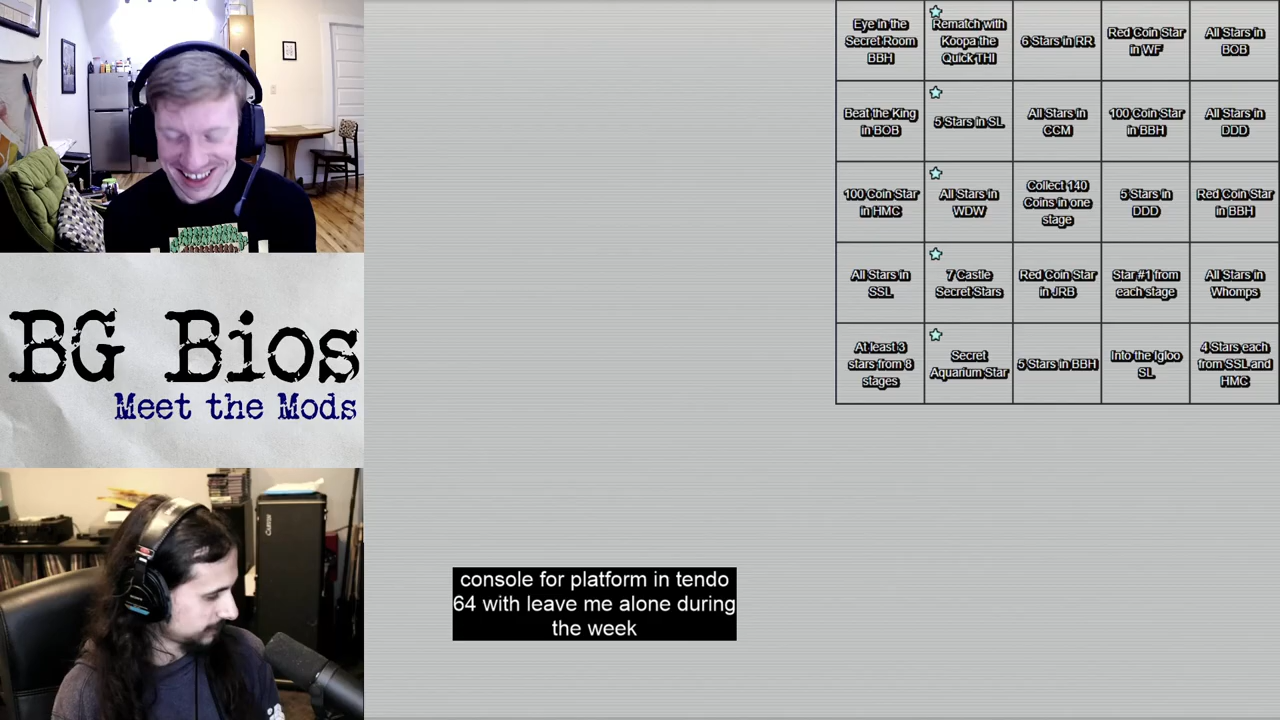 Eye in the
Secret Room
BBH
Rematch with
Koopa the
Quick THI
6 Stars in RR
Red Coin Star
in WF
All Stars in
BOB
Beat the King
in BOB
5 Stars in SL
All Stars in
CCM
100 Coin Star
in BBH
All Stars in
DDD
100 Coin Star
in HMC
All Stars in
WDW
Collect 140
Coins in one
stage
5 Stars in
DDD
Red Coin Star
in BBH
All Stars in
SSL
7 Castle
Secret Stars
Red Coin Star
in JRB
Star #1 from
each stage
All Stars in
Whomps
At least 3
stars from 8
stages
Secret
Aquarium Star
5 Stars in BBH
Into the Igloo
SL
4 Stars each
from SSL and
HMC
BG Bios
Meet the Mods
console for platform in tendo
64 with leave me alone during
the week